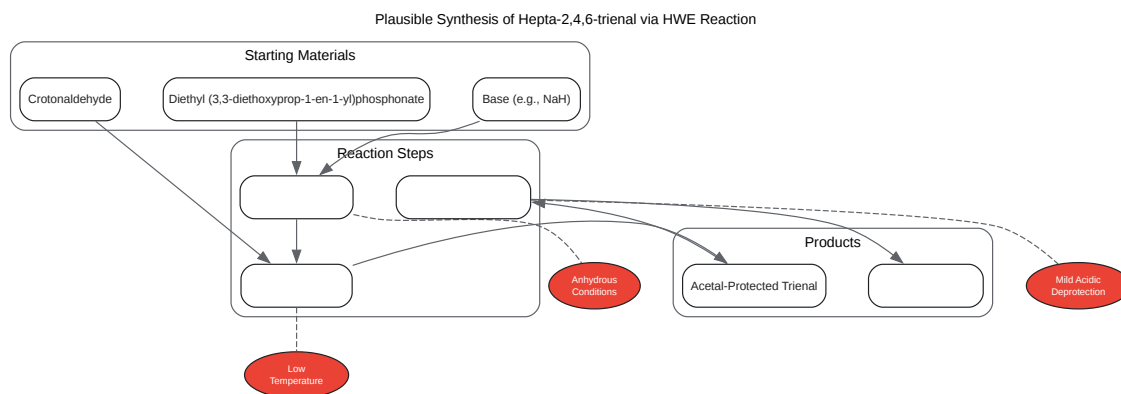 Plausible Synthesis of Hepta-2,4,6-trienal via HWE Reaction
Starting Materials
Crotonaldehyde
Diethyl (3,3-diethoxyprop-1-en-1-yl)phosphonate
Base (e.g., NaH)
Reaction Steps
Products
Acetal-Protected Trienal
Anhydrous
Conditions
Mild Acidic
Deprotection
Low
Temperature